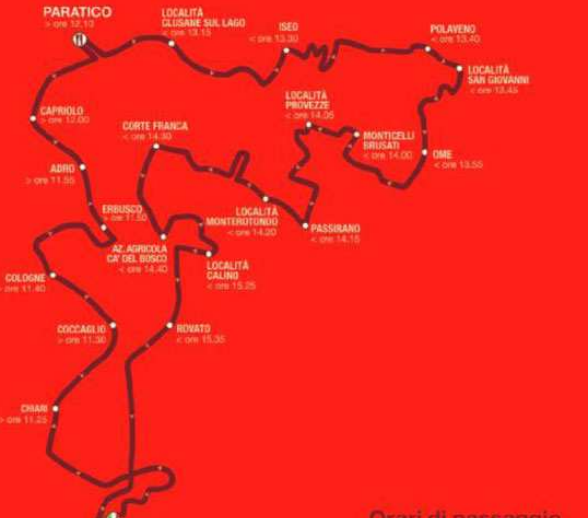 PARATICO
> ore 12.10
LOCALITÀ
CLUSANE SUL LAGO
< ore 13.15
ISEO
< ore 13.30
POLAVENO
< ore 13.40
LOCALITÀ
SAN GIOVANNI
< ore 13.45
LOCALITÀ
PROVEZZE
< ore 14.05
CAPRIOLO
> ore 12.00
CORTE FRANCA
< ore 14.30
MONTICELLI
BRUSATI
< ore 14.00
OME
< ore 13.55
ADRO
> ore 11.55
ERBUSCO
> ore 11.50
LOCALITÀ
MONTEROTONDO
< ore 14.20
PASSIRANO
< ore 14.15
AZ. AGRICOLA
CA' DEL BOSCO
< ore 14.40
LOCALITÀ
CALINO
< ore 15.25
COLOGNE
> ore 11.40
COCCAGLIO
> ore 11.30
ROVATO
< ore 15.35
CHIARI
> ore 11.25
Orari di passaggio